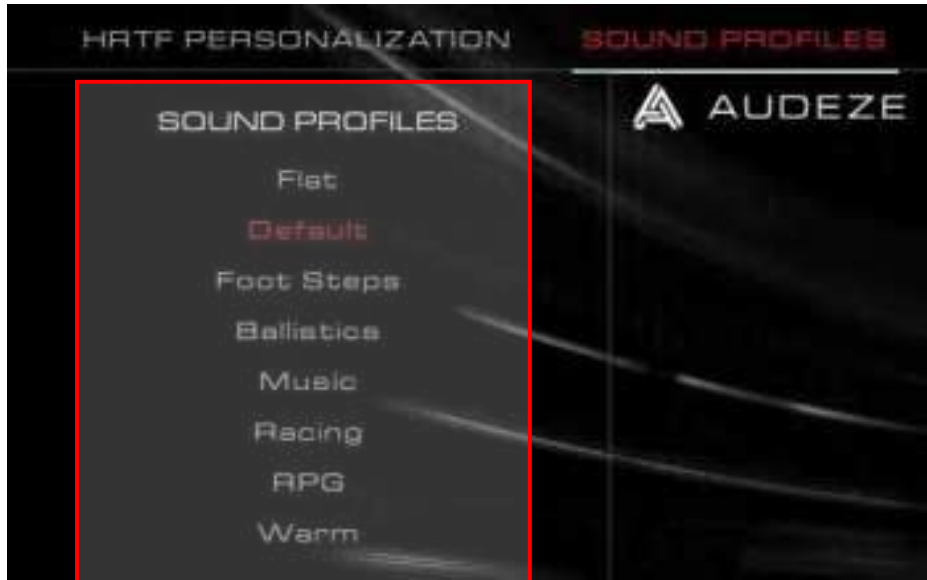 HRTF PERSONALIZATION
SOUND PROFILES
AUDEZE
SOUND PROFILES
Flat
Default
Foot Steps
Ballistics
Music
Racing
RPG
Warm